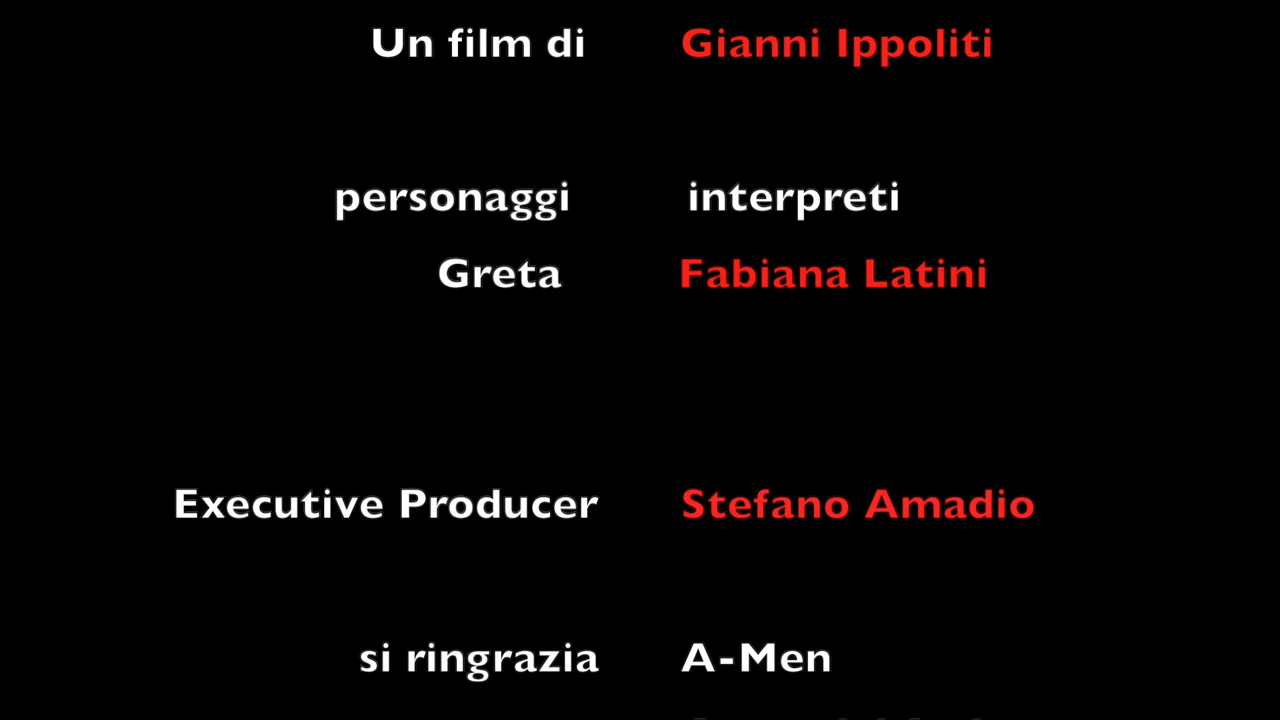 Un film di Gianni Ippoliti
personaggi interpreti
Greta Fabiana Latini
Executive Producer Stefano Amadio
si ringrazia A-Men